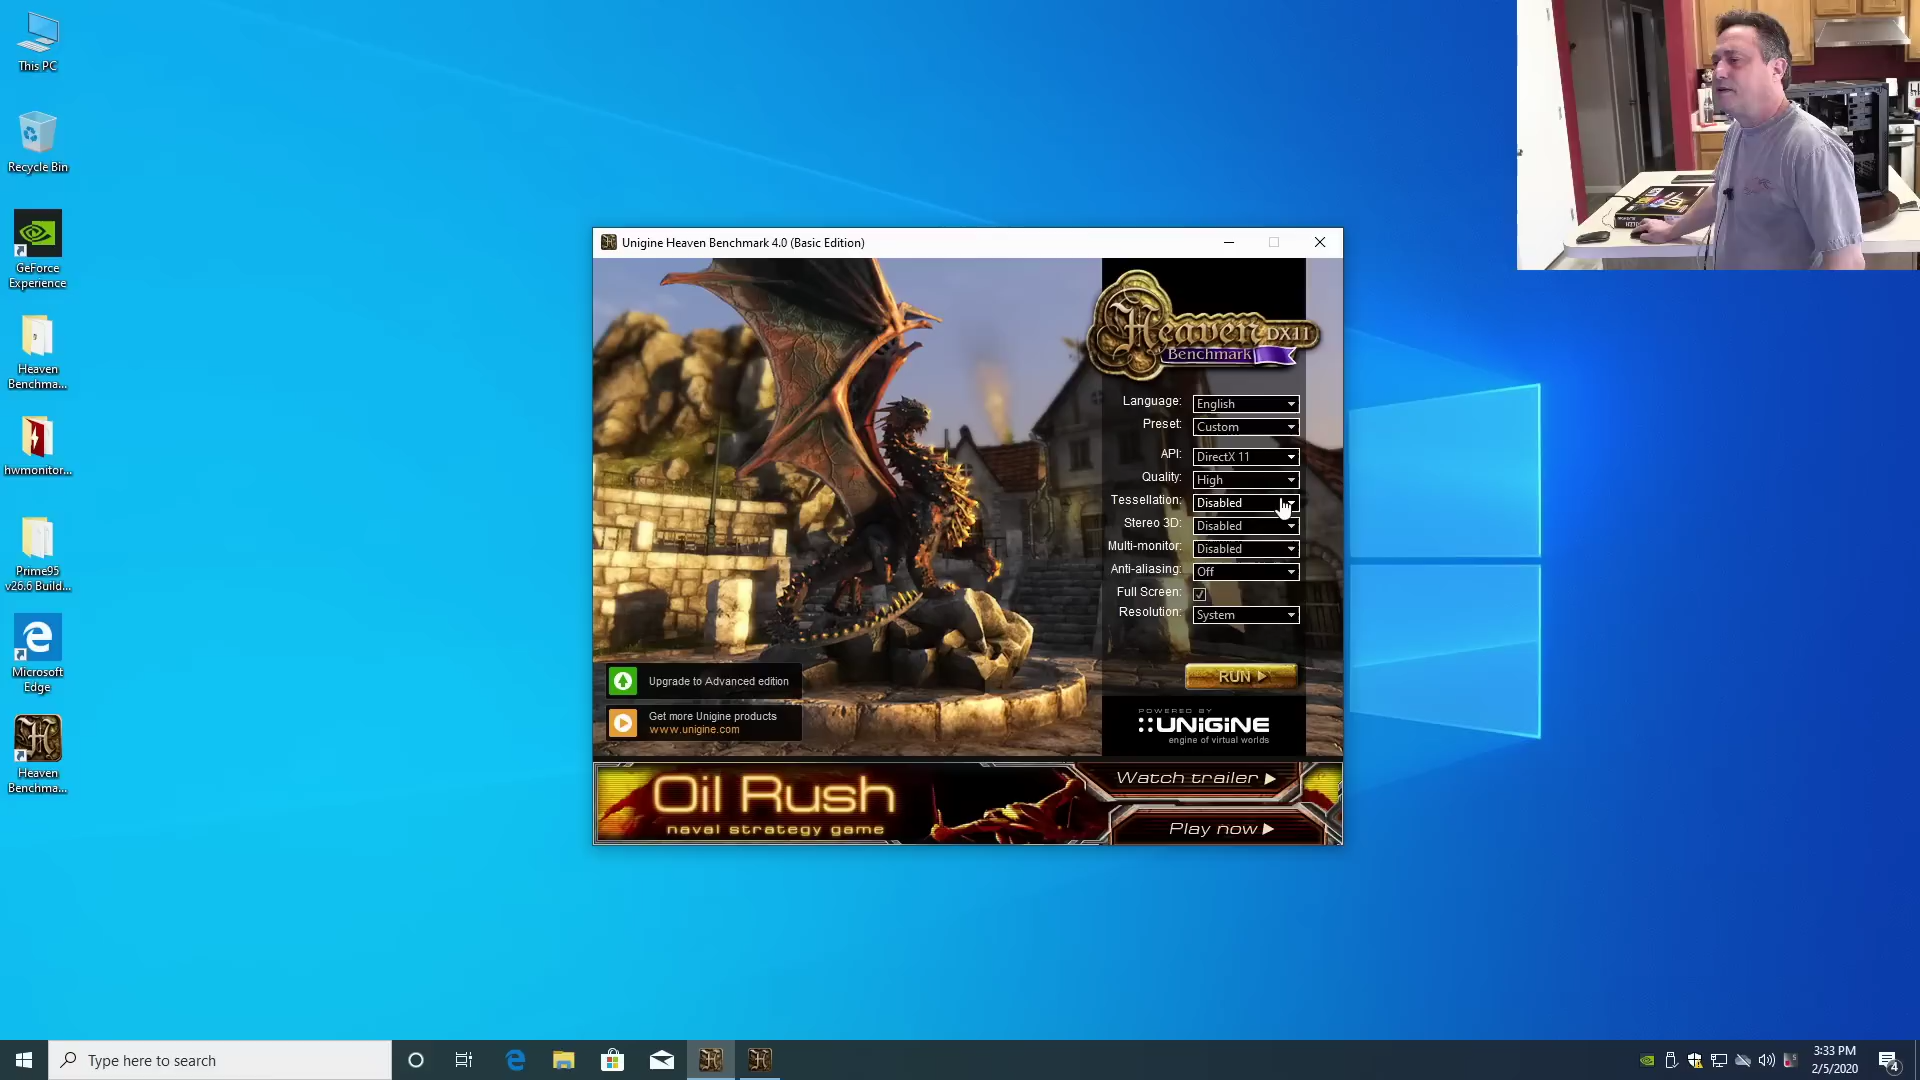 This PC
Recycle Bin
GeForce
Experience
Heaven
Benchma...
hwmonitor...
Prime95
v26.6 Build...
Microsoft
Edge
Heaven
Benchma...
Unigine Heaven Benchmark 4.0 (Basic Edition)
Heaven DX11
Benchmark
Language: English
Preset: Custom
API: DirectX 11
Quality: High
Tessellation: Disabled
Stereo 3D: Disabled
Multi-monitor: Disabled
Anti-aliasing: Off
Full Screen:
Resolution: System
RUN
Upgrade to Advanced edition
Get more Unigine products
www.unigine.com
POWERED BY
UNIGINE
engine of virtual worlds
Oil Rush
naval strategy game
Watch trailer
Play now
Type here to search
3:33 PM
2/5/2020
4